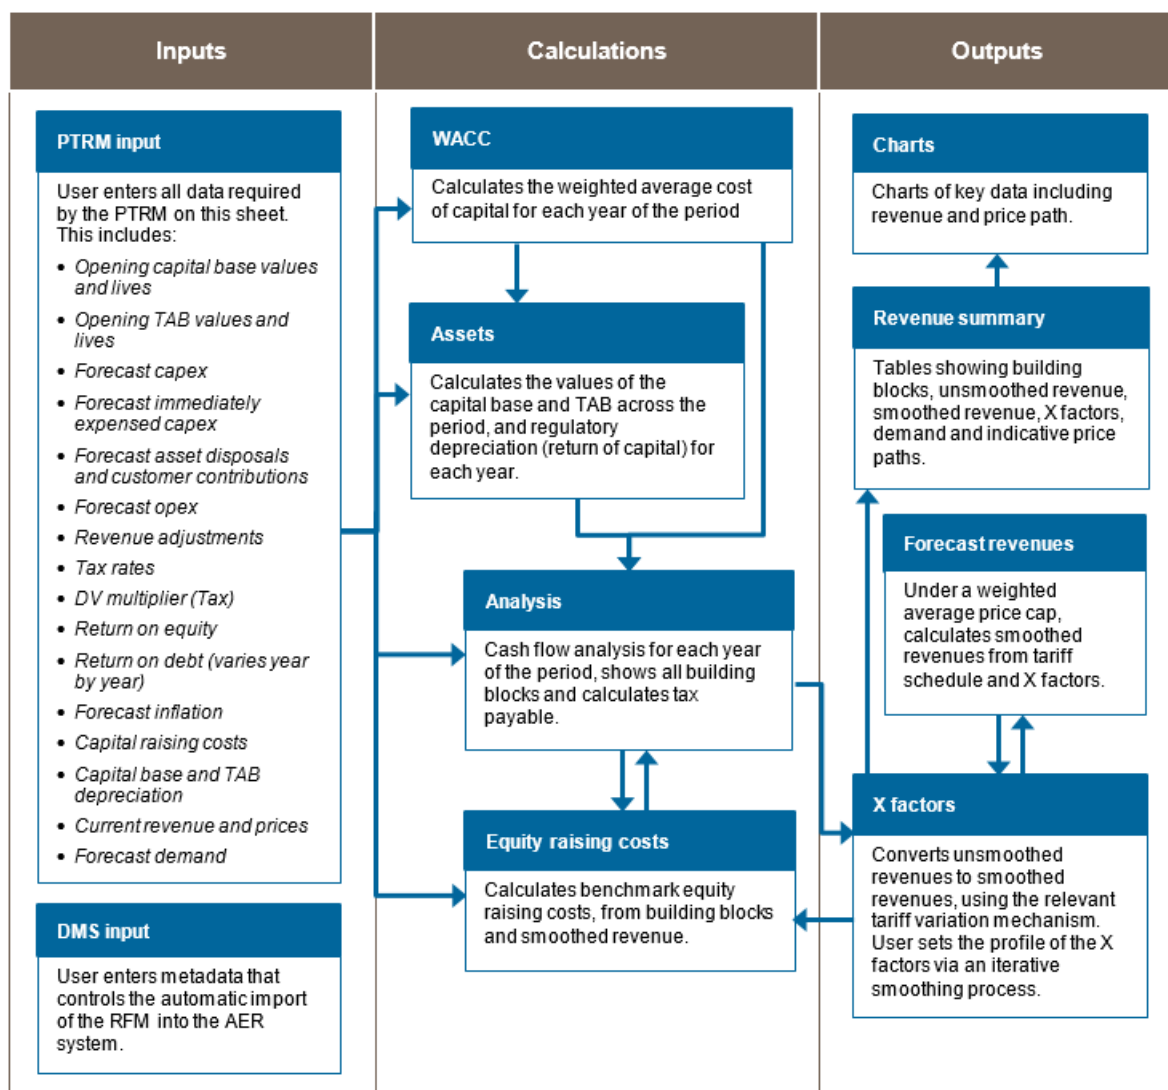 Inputs
Calculations
Outputs
PTRM input
User enters all data required
by the PTRM on this sheet.
This includes:
• Opening capital base values
and lives
• Opening TAB values and
lives
• Forecast capex
• Forecast immediately
expensed capex
• Forecast asset disposals
and customer contributions
• Forecast opex
• Revenue adjustments
• Tax rates
• DV multiplier (Tax)
• Return on equity
• Return on debt (varies year
by year)
• Forecast inflation
• Capital raising costs
• Capital base and TAB
depreciation
• Current revenue and prices
• Forecast demand
DMS input
User enters metadata that
controls the automatic import
of the RFM into the AER
system.
WACC
Calculates the weighted average cost
of capital for each year of the period
Assets
Calculates the values of the
capital base and TAB across the
period, and regulatory
depreciation (return of capital) for
each year.
Analysis
Cash flow analysis for each year
of the period, shows all building
blocks and calculates tax
payable.
Equity raising costs
Calculates benchmark equity
raising costs, from building blocks
and smoothed revenue.
Charts
Charts of key data including
revenue and price path.
Revenue summary
Tables showing building
blocks, unsmoothed revenue,
smoothed revenue, X factors,
demand and indicative price
paths.
Forecast revenues
Under a weighted
average price cap,
calculates smoothed
revenues from tariff
schedule and X factors.
X factors
Converts unsmoothed
revenues to smoothed
revenues, using the relevant
tariff variation mechanism.
User sets the profile of the X
factors via an iterative
smoothing process.